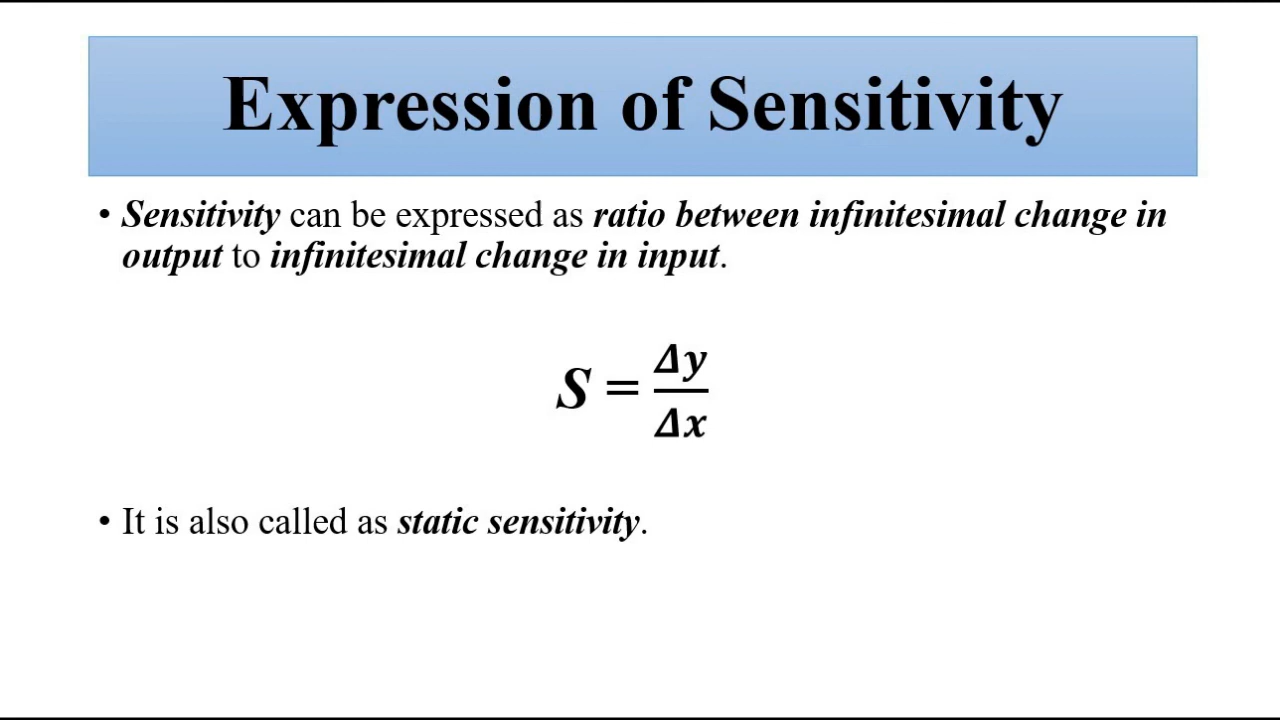 Expression of Sensitivity
• Sensitivity can be expressed as ratio between infinitesimal change in
output to infinitesimal change in input.
S = Δy/Δx
• It is also called as static sensitivity.